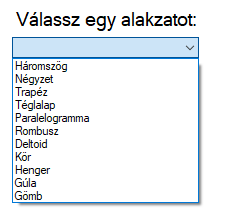 Válassz egy alakzatot:
Háromszög
Négyzet
Trapéz
Téglalap
Paralelogramma
Rombusz
Deltoid
Kör
Henger
Gúla
Gömb